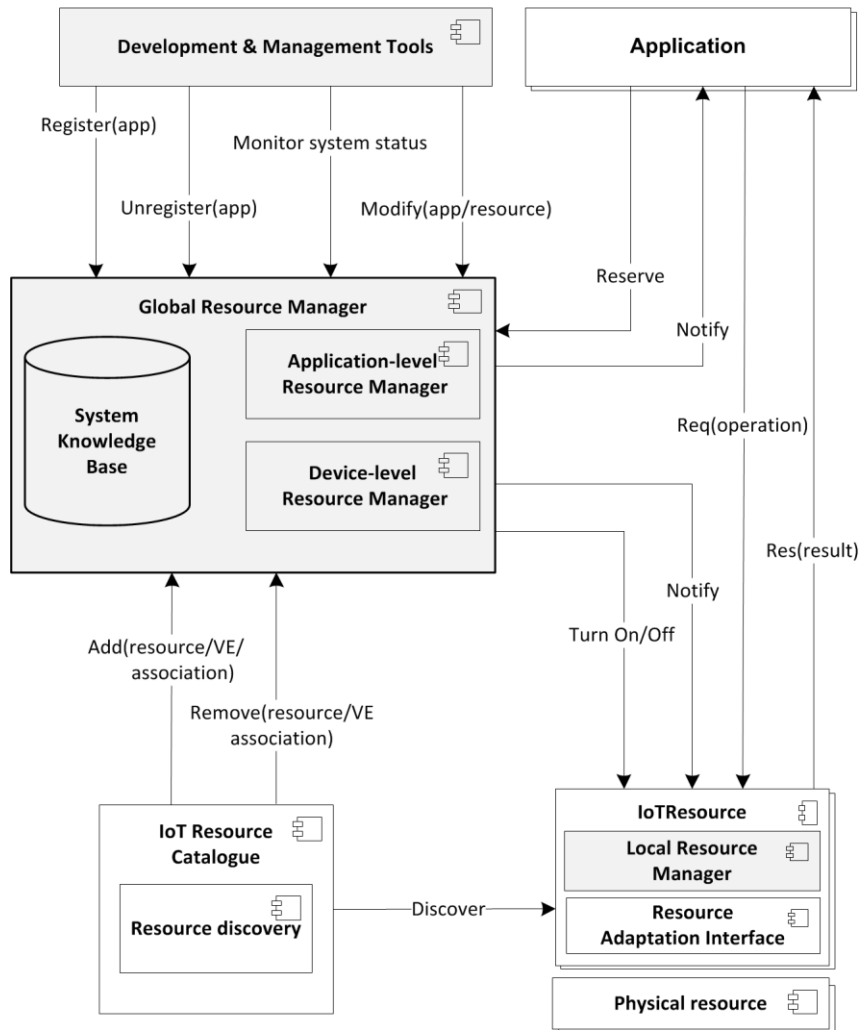 Development & Management Tools
Application
Register(app)
Monitor system status
Unregister(app)
Modify(app/resource)
Reserve
Global Resource Manager
Notify
Application-level
Resource Manager
System
Knowledge
Base
Req(operation)
Device-level
Resource Manager
Res(result)
Notify
Turn On/Off
Add(resource/VE/
association)
Remove(resource/VE
association)
IoT Resource
Catalogue
Resource discovery
Discover
IoTResource
Local Resource
Manager
Resource
Adaptation Interface
Physical resource